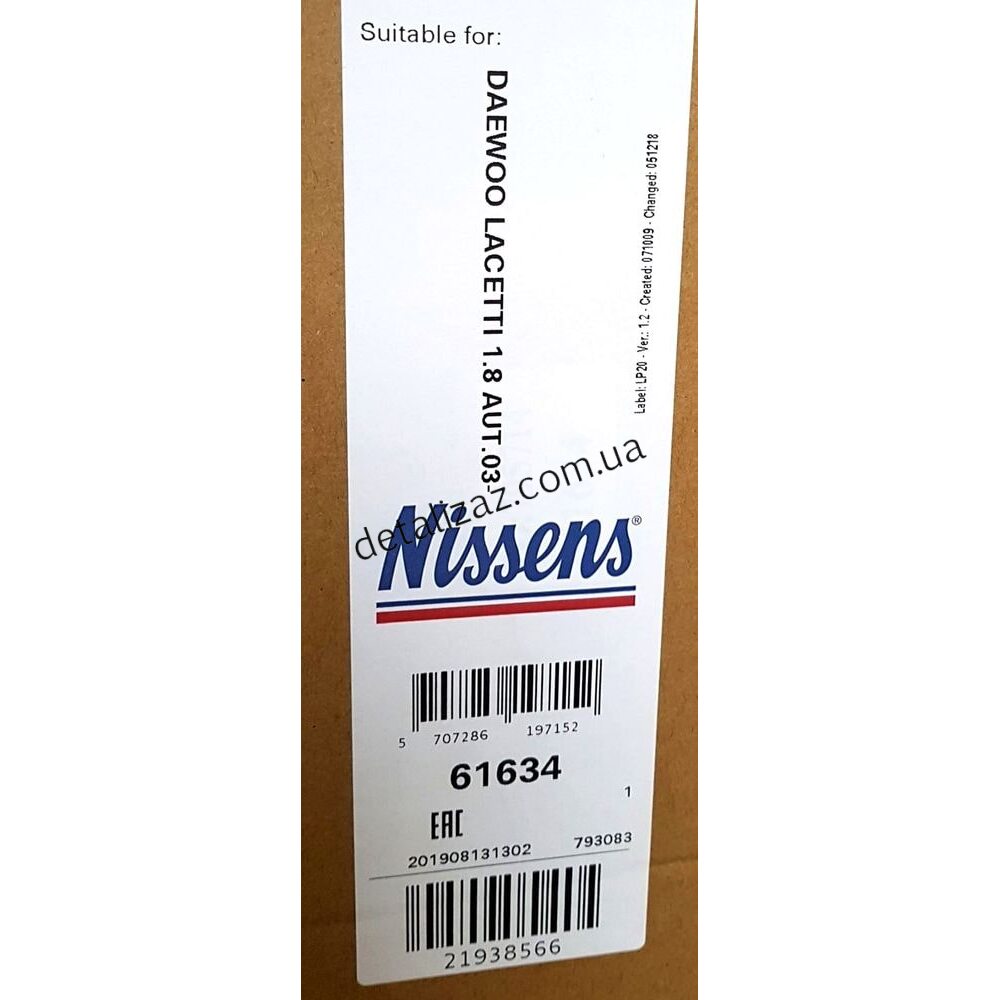 Suitable for:
DAEWOO LACETTI 1.8 AUT.03-
Label: LP20 - Ver.: 1.2 - Created: 071009 - Changed: 051218
detalizaz.com.ua
Nissens®
5 707286 197152
61634
1
EAC
201908131302 793083
21938566